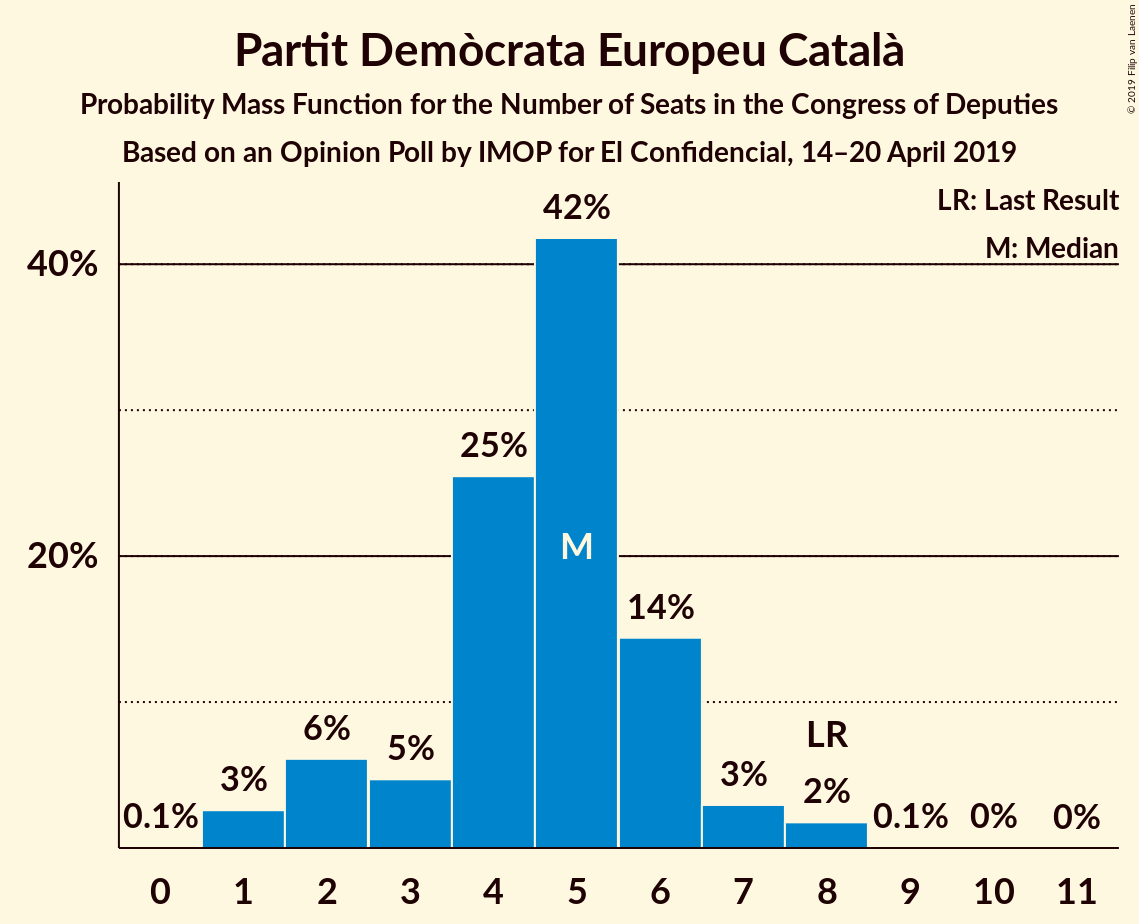 Partit Demòcrata Europeu Català
Probability Mass Function for the Number of Seats in the Congress of Deputies
Based on an Opinion Poll by IMOP for El Confidencial, 14–20 April 2019
© 2019 Filip van Laenen
LR: Last Result
M: Median
42%
40%
25%
20%
M
14%
6%
5%
3%
0.1%
LR
3%
2%
0.1%
0%
0%
0 1 2 3 4 5 6 7 8 9 10 11